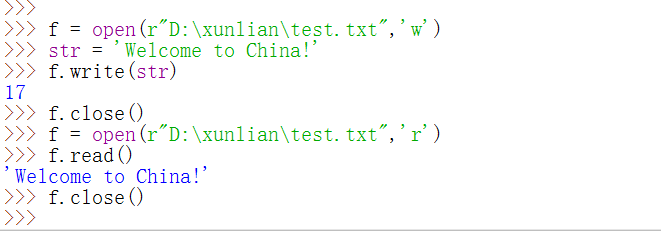 >>>
>>> f = open(r"D:\xunlian\test.txt",'w')
>>> str = 'Welcome to China!'
>>> f.write(str)
17
>>> f.close()
>>> f = open(r"D:\xunlian\test.txt",'r')
>>> f.read()
'Welcome to China!'
>>> f.close()
>>>